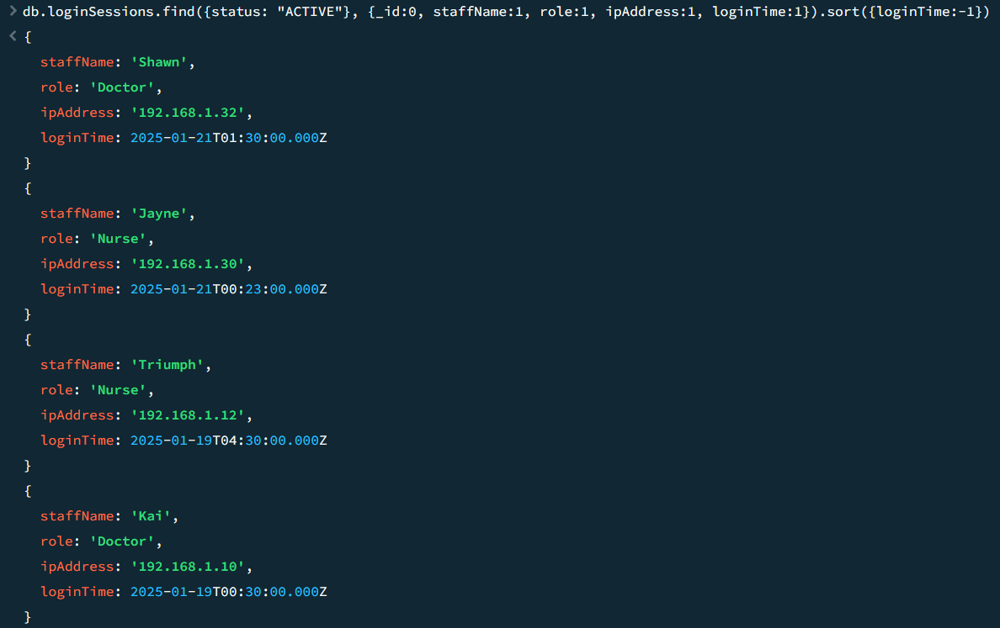 > db.loginSessions.find({status: "ACTIVE"}, {_id:0, staffName:1, role:1, ipAddress:1, loginTime:1}).sort({loginTime:-1})
< {
staffName: 'Shawn',
role: 'Doctor',
ipAddress: '192.168.1.32',
loginTime: 2025-01-21T01:30:00.000Z
}
{
staffName: 'Jayne',
role: 'Nurse',
ipAddress: '192.168.1.30',
loginTime: 2025-01-21T00:23:00.000Z
}
{
staffName: 'Triumph',
role: 'Nurse',
ipAddress: '192.168.1.12',
loginTime: 2025-01-19T04:30:00.000Z
}
{
staffName: 'Kai',
role: 'Doctor',
ipAddress: '192.168.1.10',
loginTime: 2025-01-19T00:30:00.000Z
}